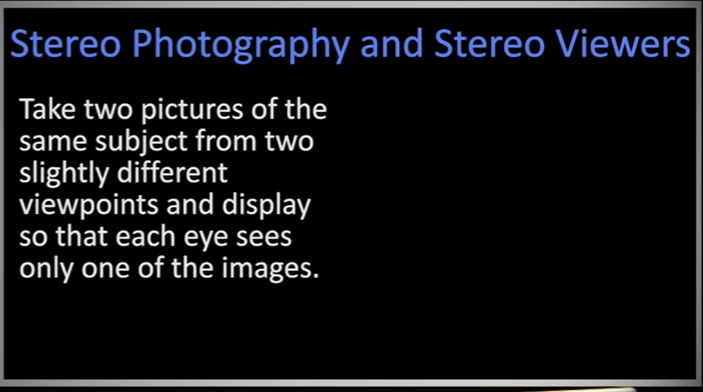 Stereo Photography and Stereo Viewers
Take two pictures of the
same subject from two
slightly different
viewpoints and display
so that each eye sees
only one of the images.